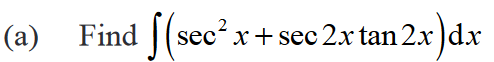 (a) Find ∫(sec² x + sec 2x tan 2x)dx